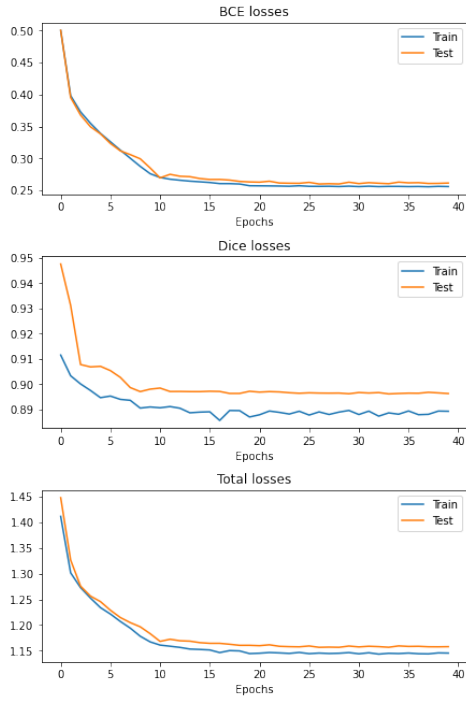 BCE losses
0.50
0.45
0.40
0.35
0.30
0.25
Train
Test
0 5 10 15 20 25 30 35 40
Epochs
Dice losses
0.95
0.94
0.93
0.92
0.91
0.90
0.89
Train
Test
0 5 10 15 20 25 30 35 40
Epochs
Total losses
1.45
1.40
1.35
1.30
1.25
1.20
1.15
Train
Test
0 5 10 15 20 25 30 35 40
Epochs